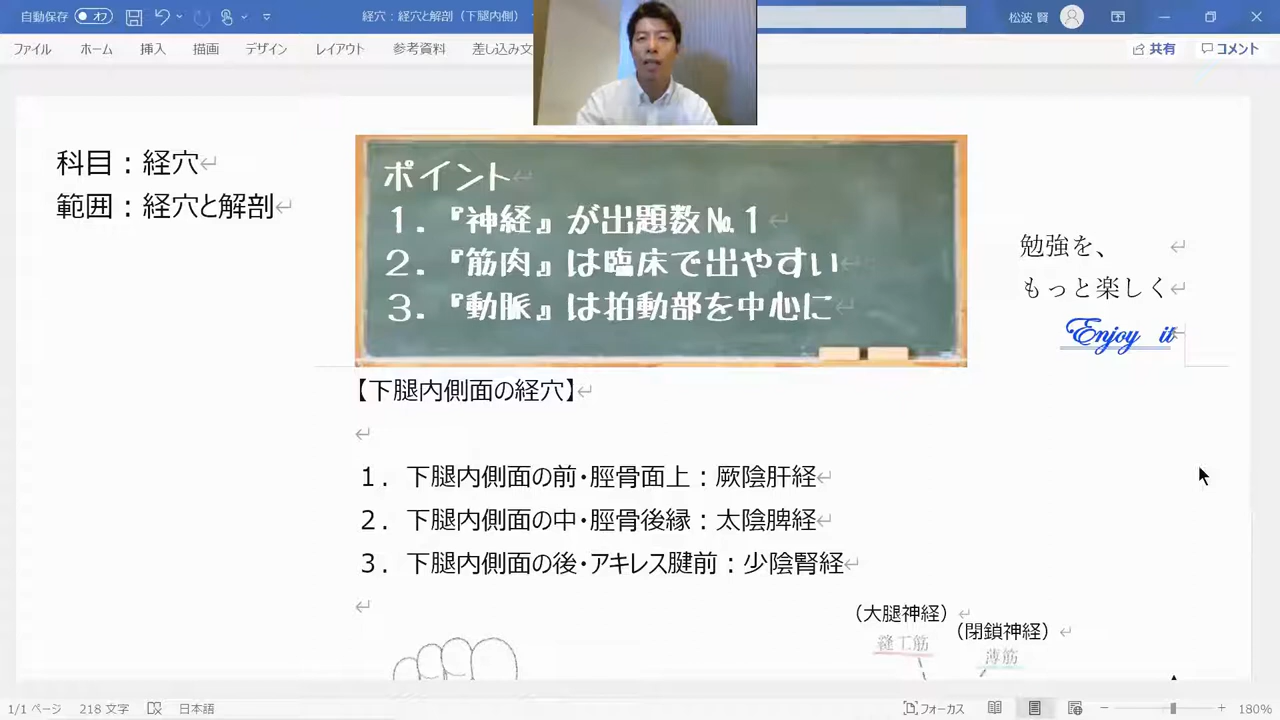 自動保存 オフ
経穴：経穴と解剖（下腿内側）
松波 賢
ファイル ホーム 挿入 描画 デザイン レイアウト 参考資料 差し込み文
共有 コメント
科目：経穴
範囲：経穴と解剖
ポイント
１．『神経』が出題数№１
２．『筋肉』は臨床で出やすい
３．『動脈』は拍動部を中心に
勉強を、
もっと楽しく
Enjoy it
【下腿内側面の経穴】
１．下腿内側面の前・脛骨面上：厥陰肝経
２．下腿内側面の中・脛骨後縁：太陰脾経
３．下腿内側面の後・アキレス腱前：少陰腎経
（大腿神経）
（閉鎖神経）
縫工筋
薄筋
1/1 ページ 218 文字 日本語
フォーカス
180%